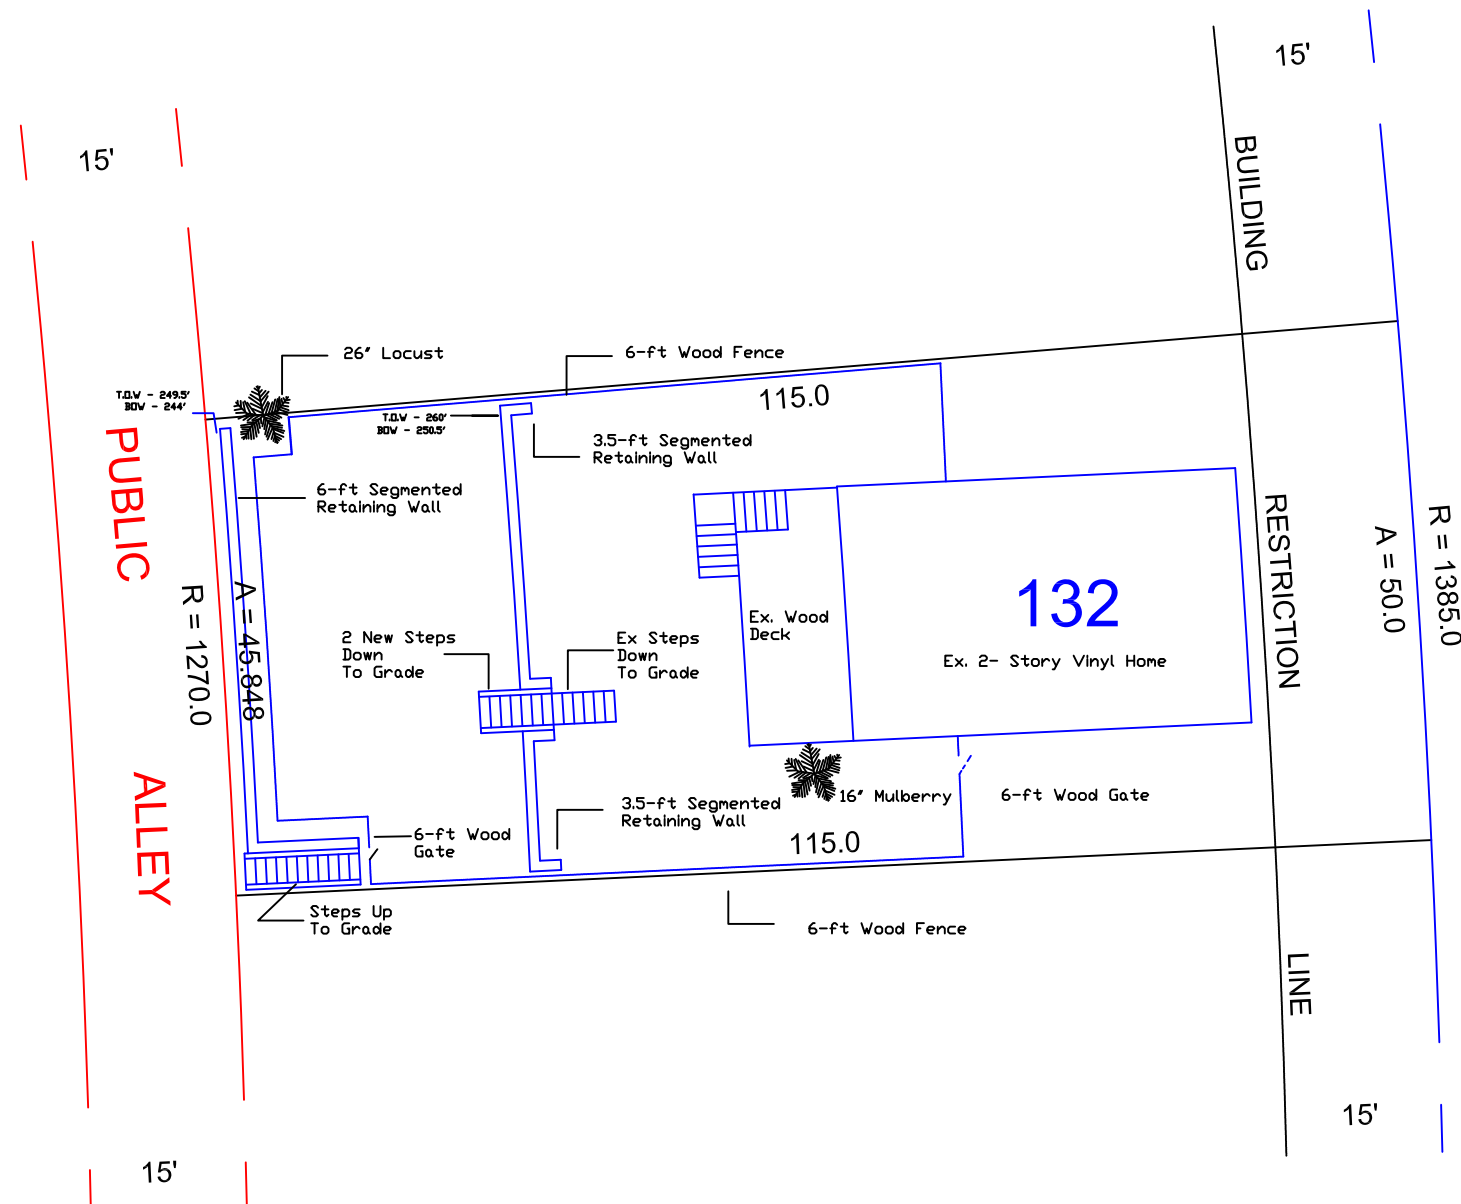 15'
15'
BUILDING
26" Locust
6-ft Wood Fence
T.O.W - 249.5'
BOW - 244'
115.0
T.O.W - 260'
BOW - 250.5'
3.5-ft Segmented
Retaining Wall
PUBLIC
6-ft Segmented
Retaining Wall
R = 1270.0
A = 45.848
2 New Steps
Down
To Grade
Ex Steps
Down
To Grade
Ex. Wood
Deck
132
Ex. 2- Story Vinyl Home
RESTRICTION
A = 50.0
R = 1385.0
ALLEY
6-ft Wood
Gate
3.5-ft Segmented
Retaining Wall
16" Mulberry
6-ft Wood Gate
115.0
Steps Up
To Grade
6-ft Wood Fence
LINE
15'
15'